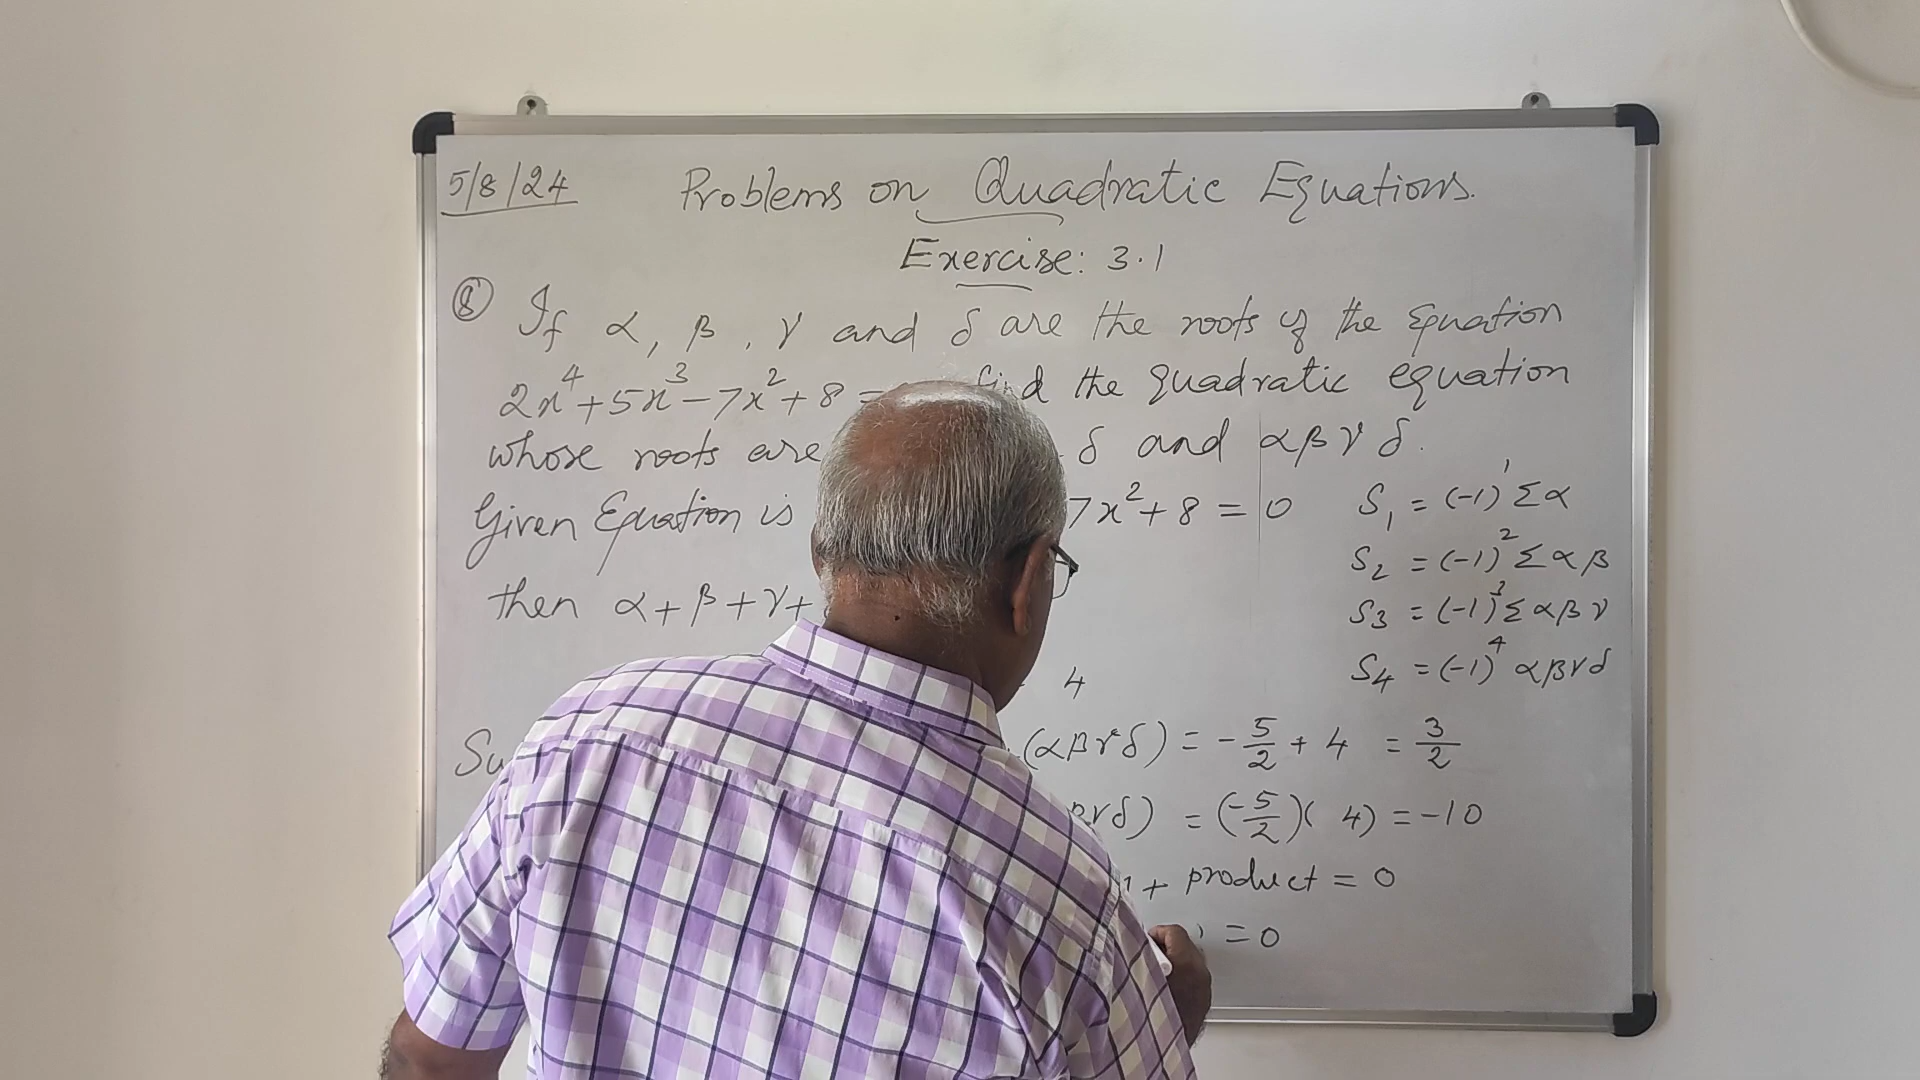 5/8/24 Problems on Quadratic Equations.
Exercise: 3.1
⑧ If α, β, γ and δ are the roots of the Equation
2x⁴+5x³-7x²+8= find the quadratic equation
whose roots are δ and αβγδ.
Given Equation is 7x²+8=0
then α+β+γ+
4
(αβγδ) = -5/2 + 4 = 3/2
βγδ) = (-5/2)( 4) = -10
+ product = 0
=0
S₁ = (-1)¹ Σα
S₂ = (-1)² Σαβ
S₃ = (-1)³ Σαβγ
S₄ = (-1)⁴ αβγδ